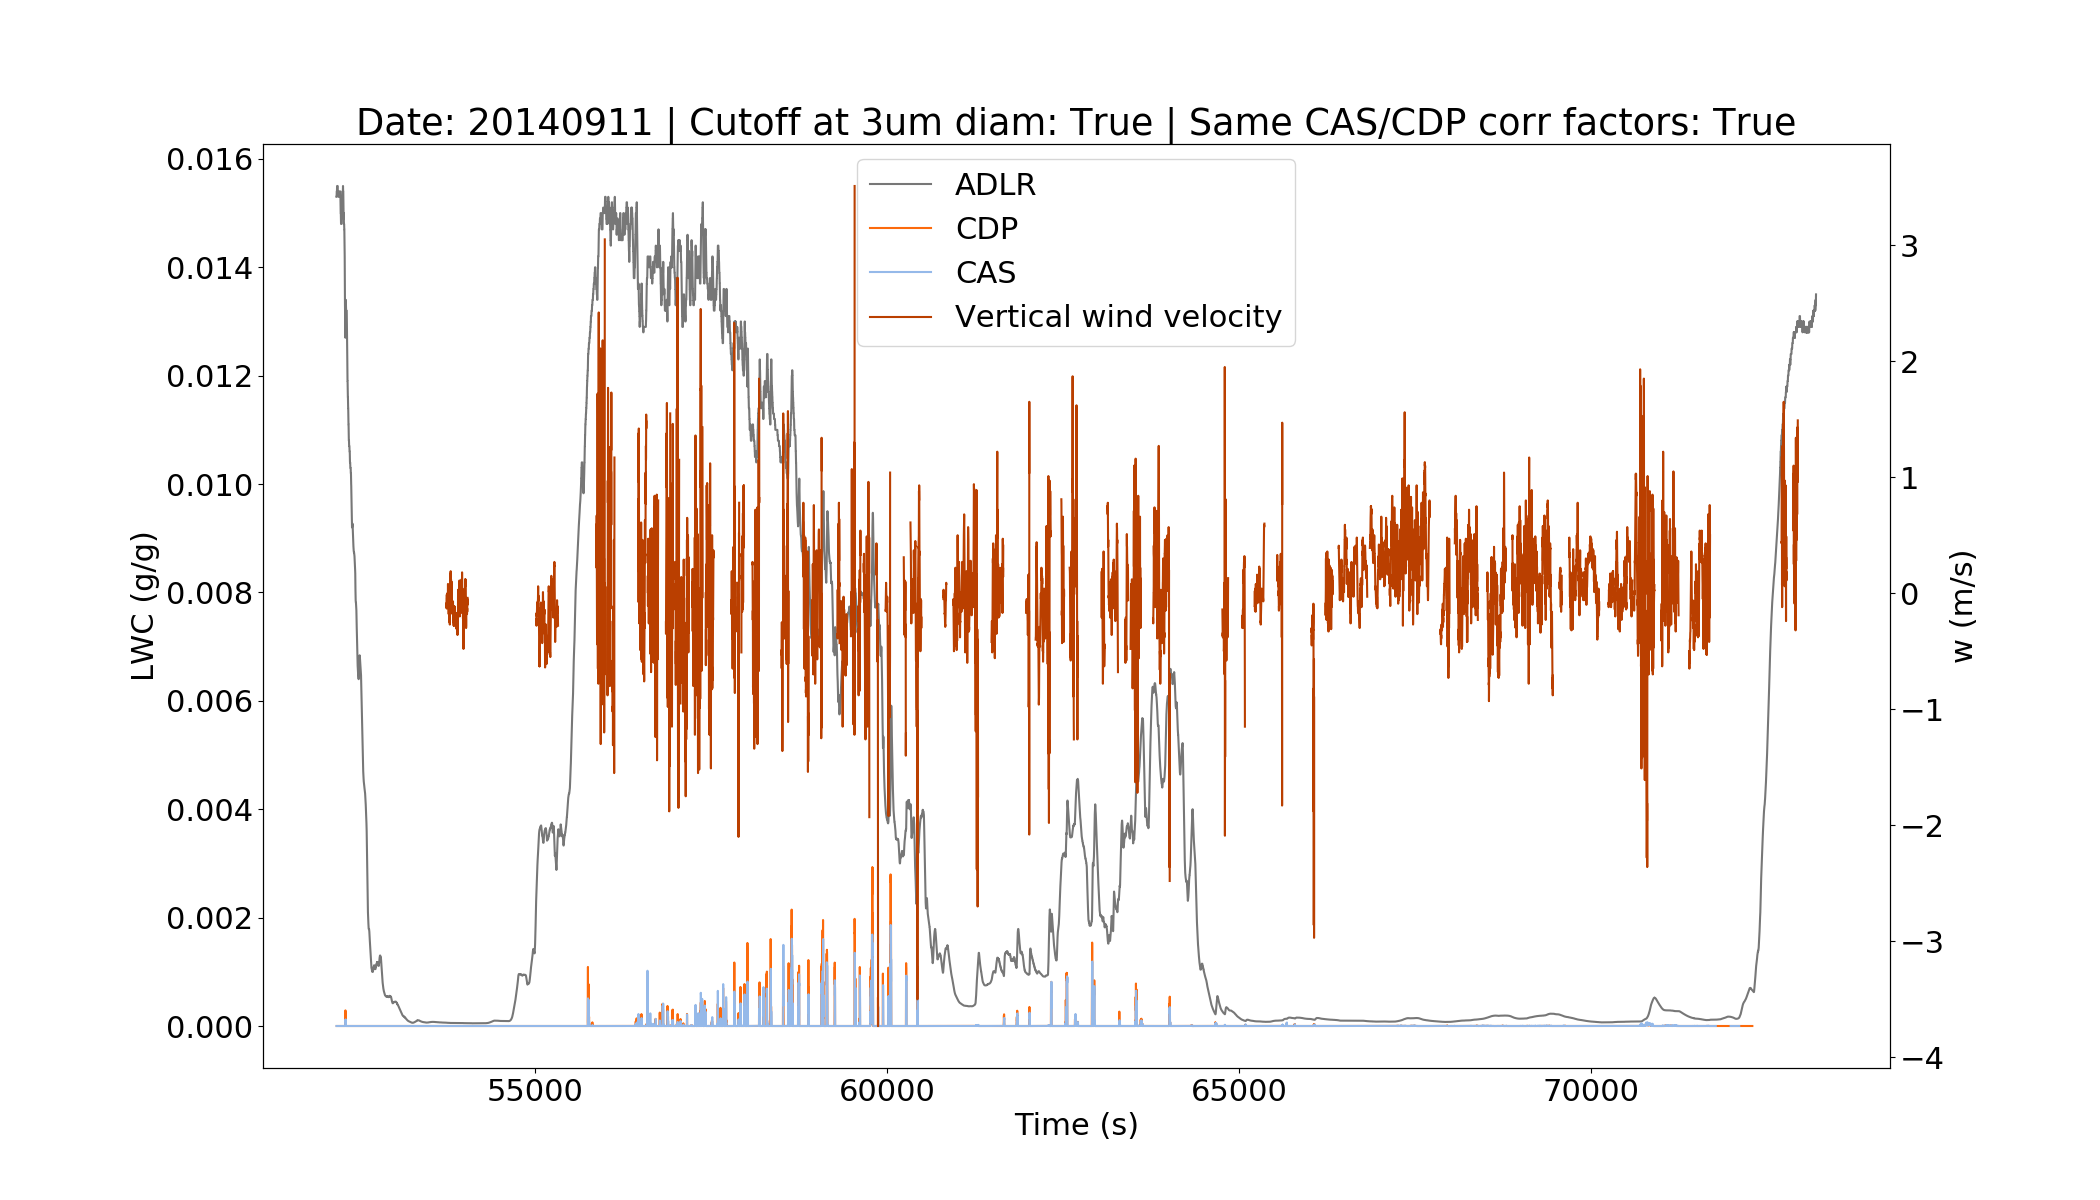 Date: 20140911 | Cutoff at 3um diam: True | Same CAS/CDP corr factors: True
ADLR
CDP
CAS
Vertical wind velocity
LWC (g/g)
0.016
0.014
0.012
0.010
0.008
0.006
0.004
0.002
0.000
3
2
1
0
−1
−2
−3
−4
w (m/s)
55000 60000 65000 70000
Time (s)